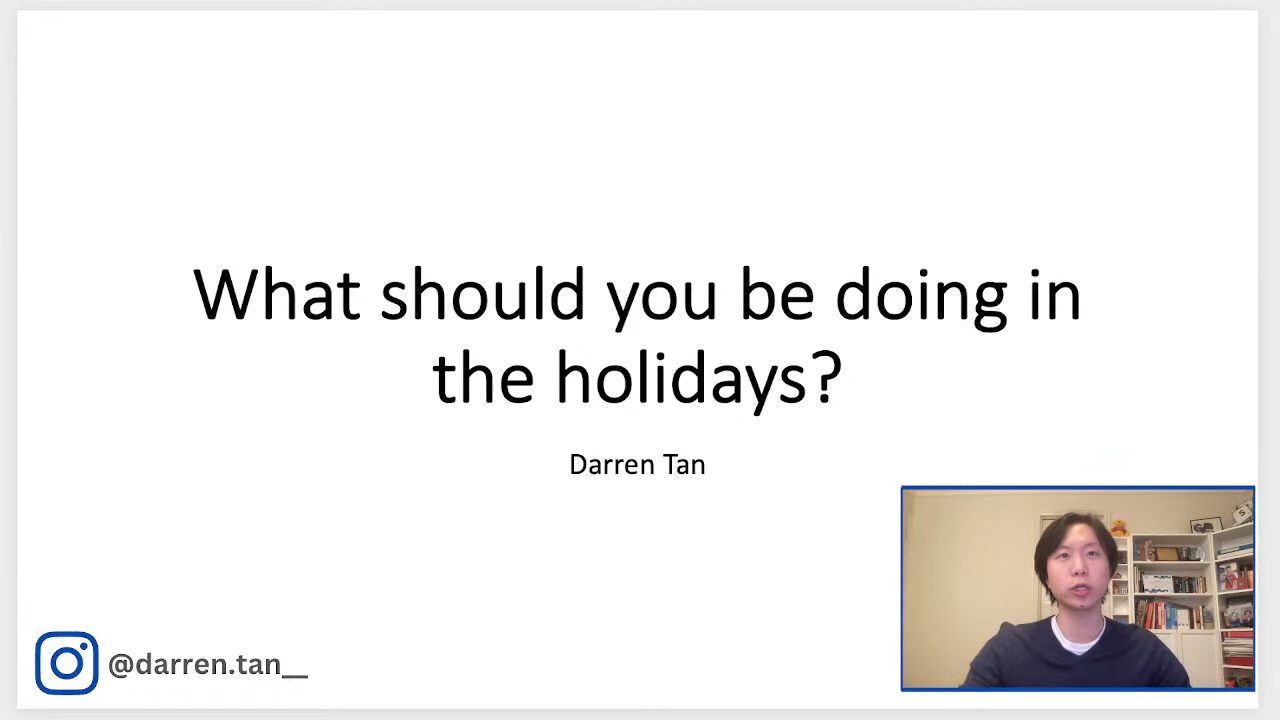 What should you be doing in
the holidays?
Darren Tan
@darren.tan__